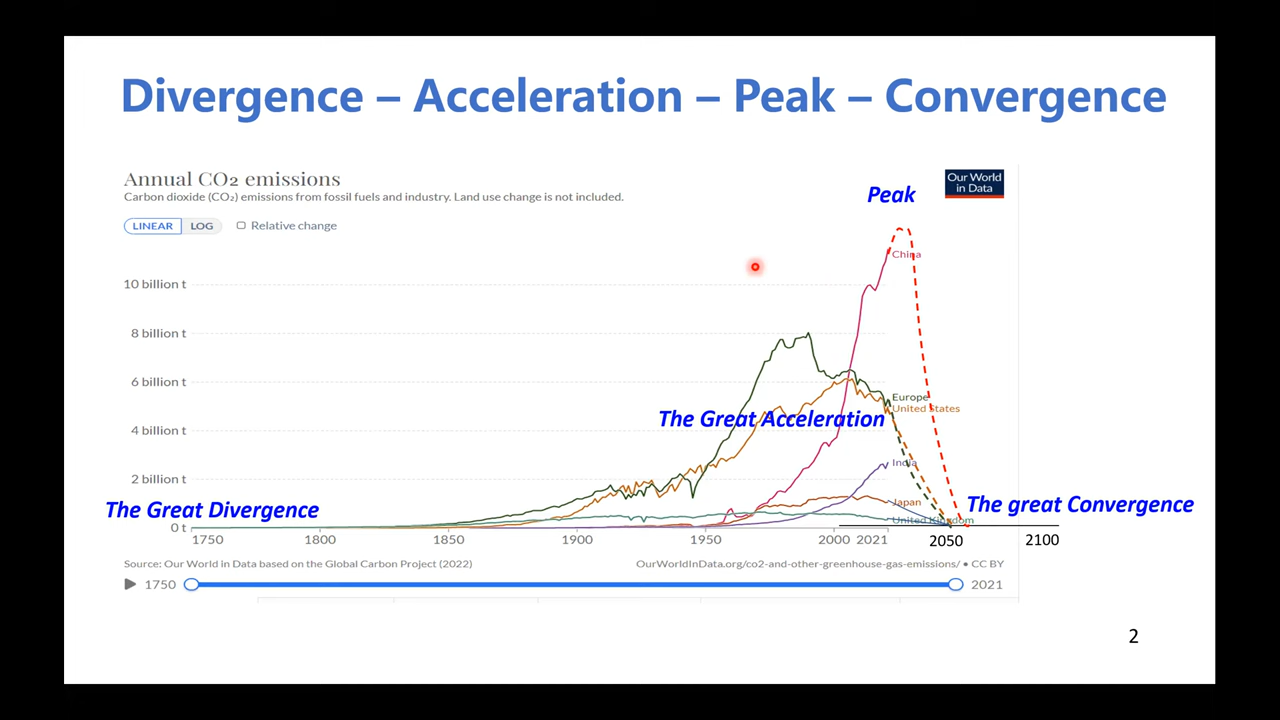 Divergence – Acceleration – Peak – Convergence
Annual CO₂ emissions
Carbon dioxide (CO₂) emissions from fossil fuels and industry. Land use change is not included.
Our World
in Data
LINEAR LOG Relative change
Peak
China
10 billion t
8 billion t
6 billion t
Europe
United States
The Great Acceleration
4 billion t
India
2 billion t
Japan
The great Convergence
The Great Divergence
United Kingdom
0 t
1750 1800 1850 1900 1950 2000 2021 2050 2100
Source: Our World in Data based on the Global Carbon Project (2022) OurWorldInData.org/co2-and-other-greenhouse-gas-emissions/ • CC BY
1750 2021
2